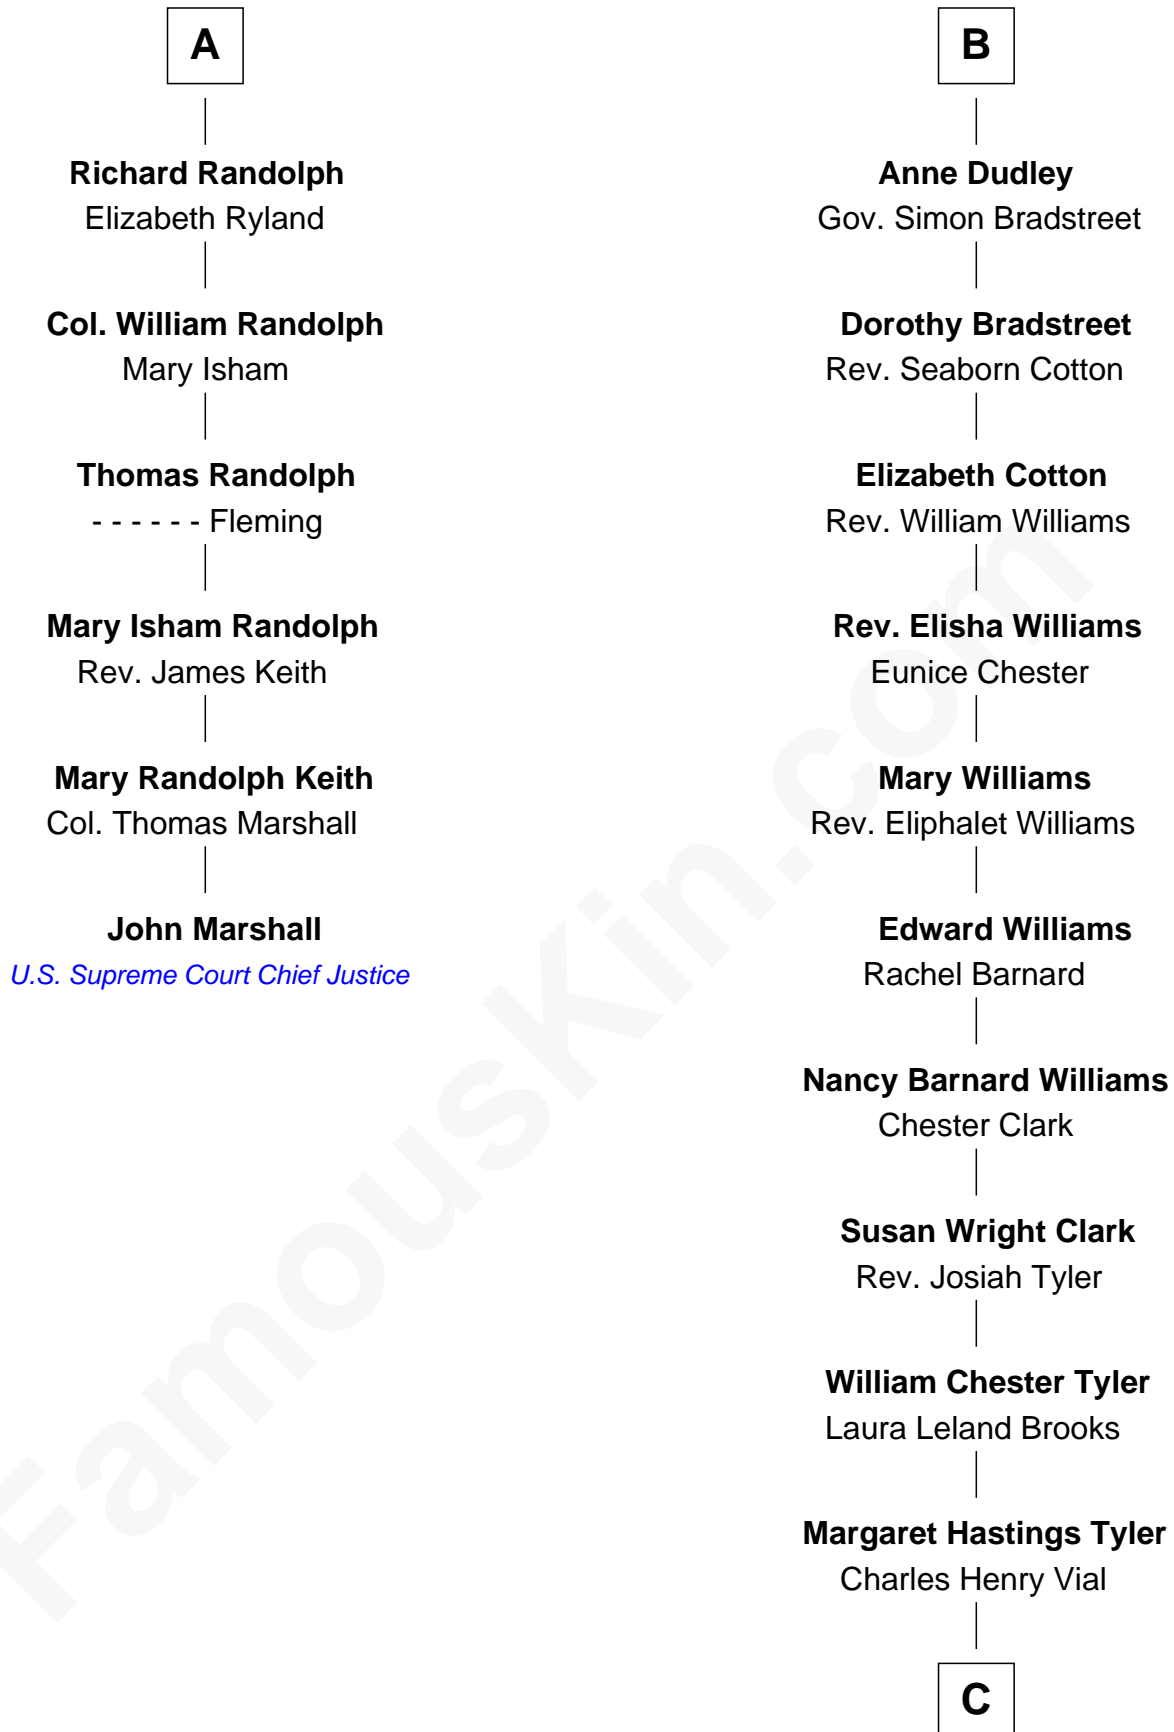 A
Richard Randolph
Elizabeth Ryland
Col. William Randolph
Mary Isham
Thomas Randolph
- - - - - - Fleming
Mary Isham Randolph
Rev. James Keith
Mary Randolph Keith
Col. Thomas Marshall
John Marshall
U.S. Supreme Court Chief Justice
B
Anne Dudley
Gov. Simon Bradstreet
Dorothy Bradstreet
Rev. Seaborn Cotton
Elizabeth Cotton
Rev. William Williams
Rev. Elisha Williams
Eunice Chester
Mary Williams
Rev. Eliphalet Williams
Edward Williams
Rachel Barnard
Nancy Barnard Williams
Chester Clark
Susan Wright Clark
Rev. Josiah Tyler
William Chester Tyler
Laura Leland Brooks
Margaret Hastings Tyler
Charles Henry Vial
C
FamousKin.com